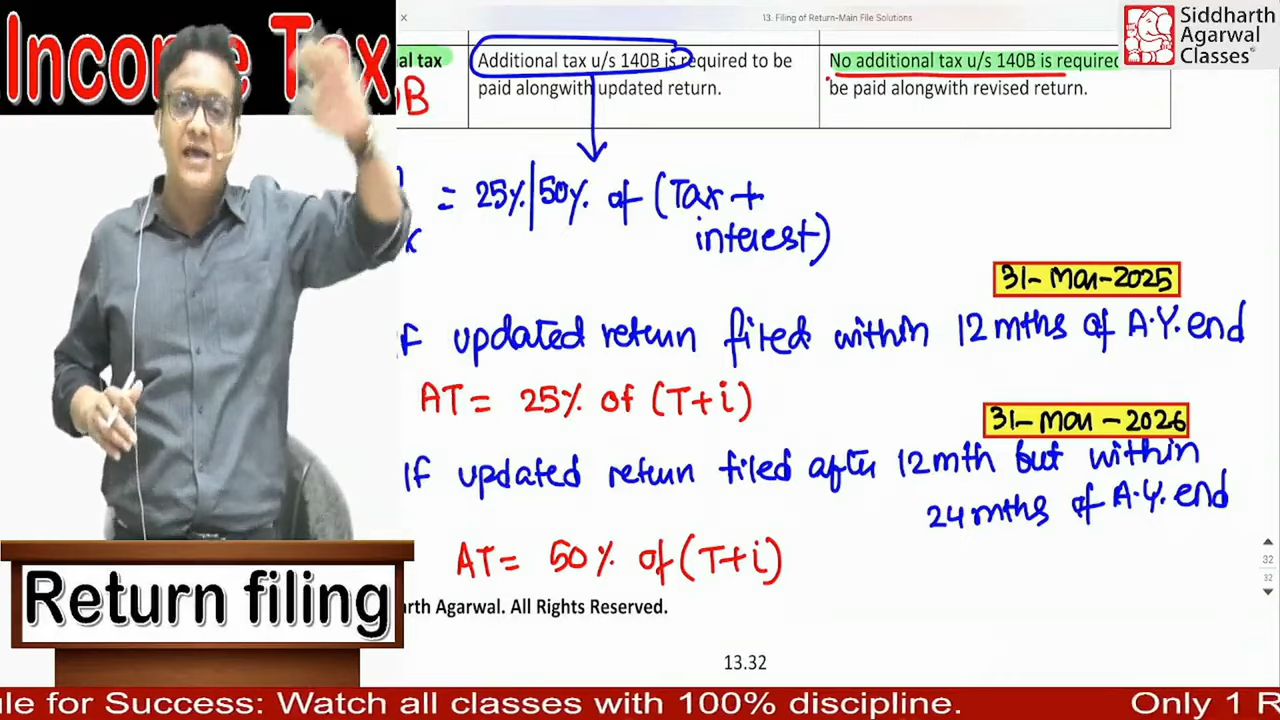 Income Tax
13. Filing of Return-Main File Solutions
Siddharth
Agarwal
Classes
al tax
Additional tax u/s 140B is required to be
paid alongwith updated return.
No additional tax u/s 140B is require
be paid alongwith revised return.
B
= 25%/50% of (Tax +
interest)
31-Mar-2025
If updated return filed within 12 mths of A.Y. end
AT = 25% of (T+i)
31-Mar-2026
If updated return filed after 12 mth but within
24 mths of A.Y. end
AT = 50% of (T+i)
Return filing
rth Agarwal. All Rights Reserved.
32
32
13.32
ule for Success: Watch all classes with 100% discipline.
Only 1 R